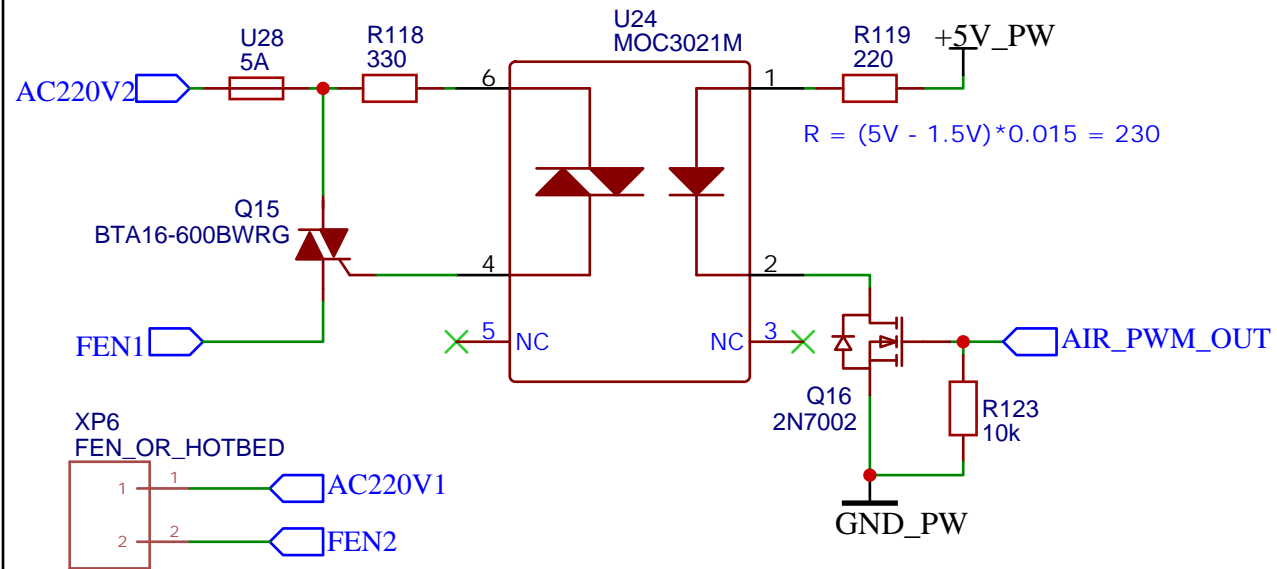 U28
5A
R118
330
U24
MOC3021M
R119
220
+5V_PW
AC220V2
6
1
R = (5V - 1.5V)*0.015 = 230
Q15
BTA16-600BWRG
4
2
FEN1
5 NC
NC 3
AIR_PWM_OUT
Q16
2N7002
R123
10k
XP6
FEN_OR_HOTBED
1 1 AC220V1
2 2 FEN2
GND_PW